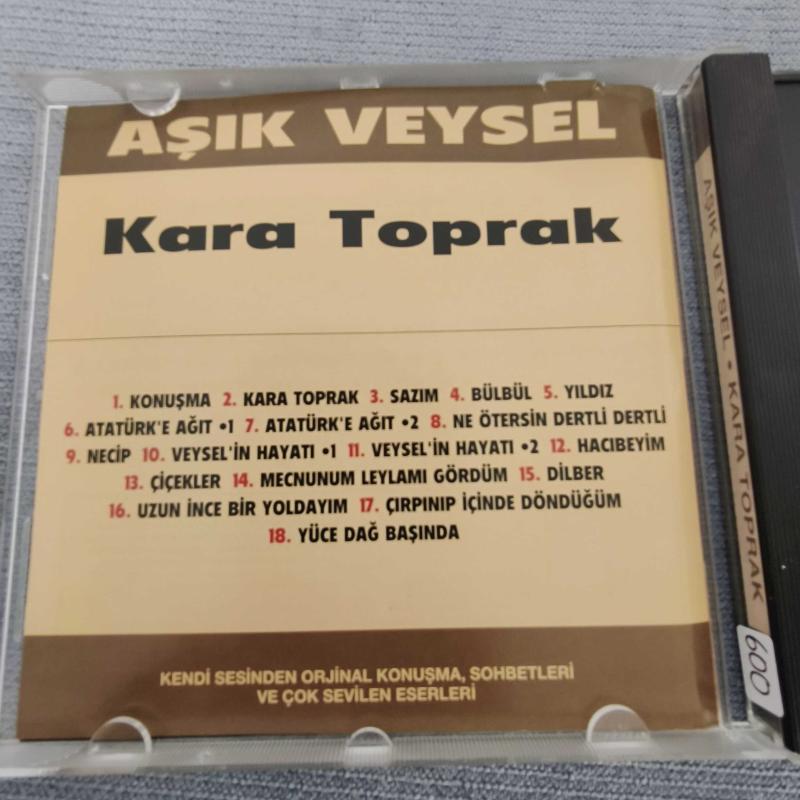 AŞIK VEYSEL
Kara Toprak
1. KONUŞMA 2. KARA TOPRAK 3. SAZIM 4. BÜLBÜL 5. YILDIZ
6. ATATÜRK'E AĞIT •1 7. ATATÜRK'E AĞIT •2 8. NE ÖTERSİN DERTLİ DERTLİ
9. NECİP 10. VEYSEL'İN HAYATI •1 11. VEYSEL'İN HAYATI •2 12. HACIBEYİM
13. ÇİÇEKLER 14. MECNUNUM LEYLAMI GÖRDÜM 15. DİLBER
16. UZUN İNCE BİR YOLDAYIM 17. ÇIRPINIP İÇİNDE DÖNDÜĞÜM
18. YÜCE DAĞ BAŞINDA
KENDİ SESİNDEN ORJİNAL KONUŞMA, SOHBETLERİ
VE ÇOK SEVİLEN ESERLERİ
AŞIK VEYSEL • KARA TOPRAK
600